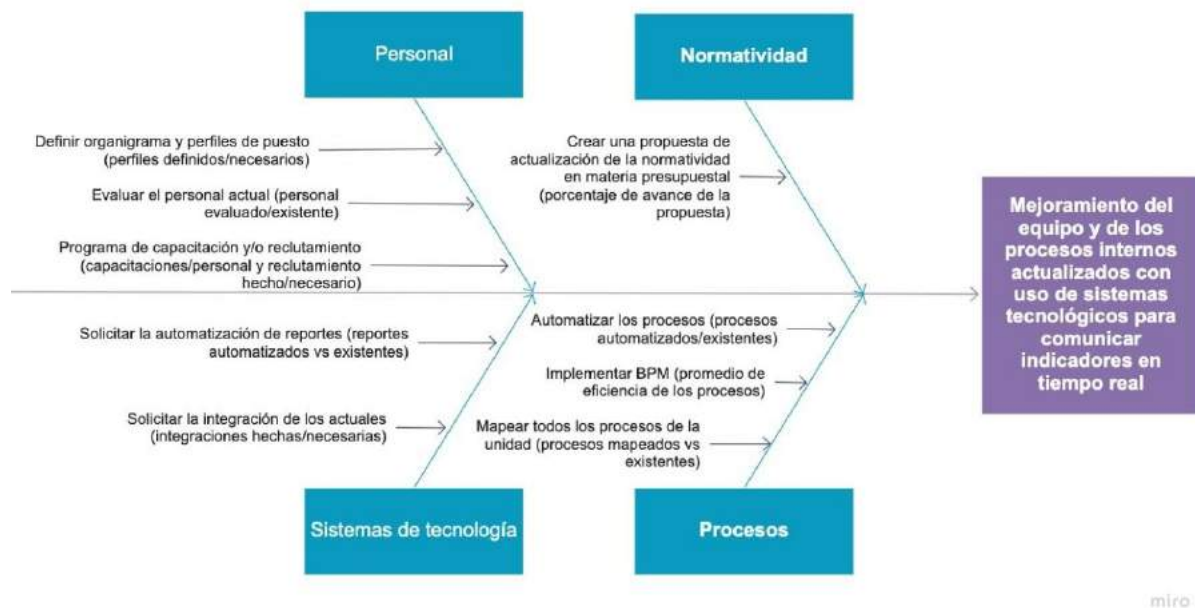 Personal
Normatividad
Definir organigrama y perfiles de puesto
(perfiles definidos/necesarios)
Evaluar el personal actual (personal
evaluado/existente)
Programa de capacitación y/o reclutamiento
(capacitaciones/personal y reclutamiento
hecho/necesario)
Crear una propuesta de
actualización de la normatividad
en materia presupuestal
(porcentaje de avance de la
propuesta)
Mejoramiento del
equipo y de los
procesos internos
actualizados con
uso de sistemas
tecnológicos para
comunicar
indicadores en
tiempo real
Solicitar la automatización de reportes (reportes
automatizados vs existentes)
Solicitar la integración de los actuales
(integraciones hechas/necesarias)
Automatizar los procesos (procesos
automatizados/existentes)
Implementar BPM (promedio de
eficiencia de los procesos)
Mapear todos los procesos de la
unidad (procesos mapeados vs
existentes)
Sistemas de tecnología
Procesos
miro